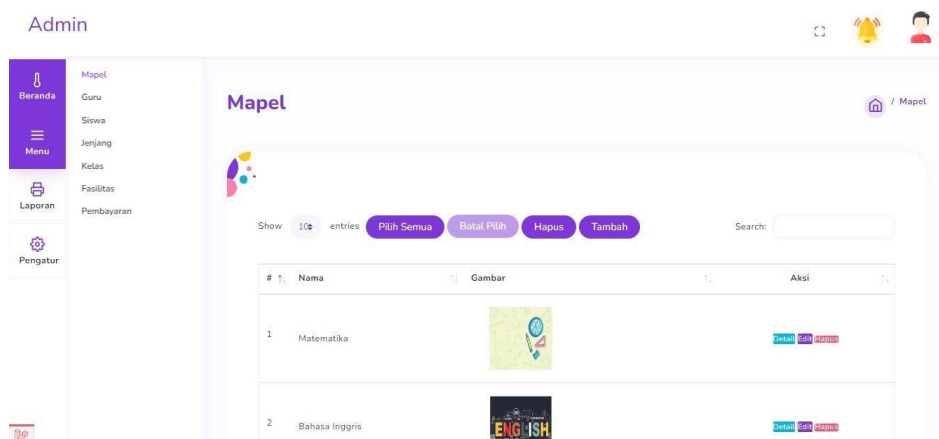 Admin
Beranda
Menu
Laporan
Pengatur
Mapel
Guru
Siswa
Jenjang
Kelas
Fasilitas
Pembayaran
Mapel
/ Mapel
Show 10 entries Pilih Semua Batal Pilih Hapus Tambah Search:
# Nama Gambar Aksi
1 Matematika Detail Edit Hapus
2 Bahasa Inggris ENGLISH Detail Edit Hapus